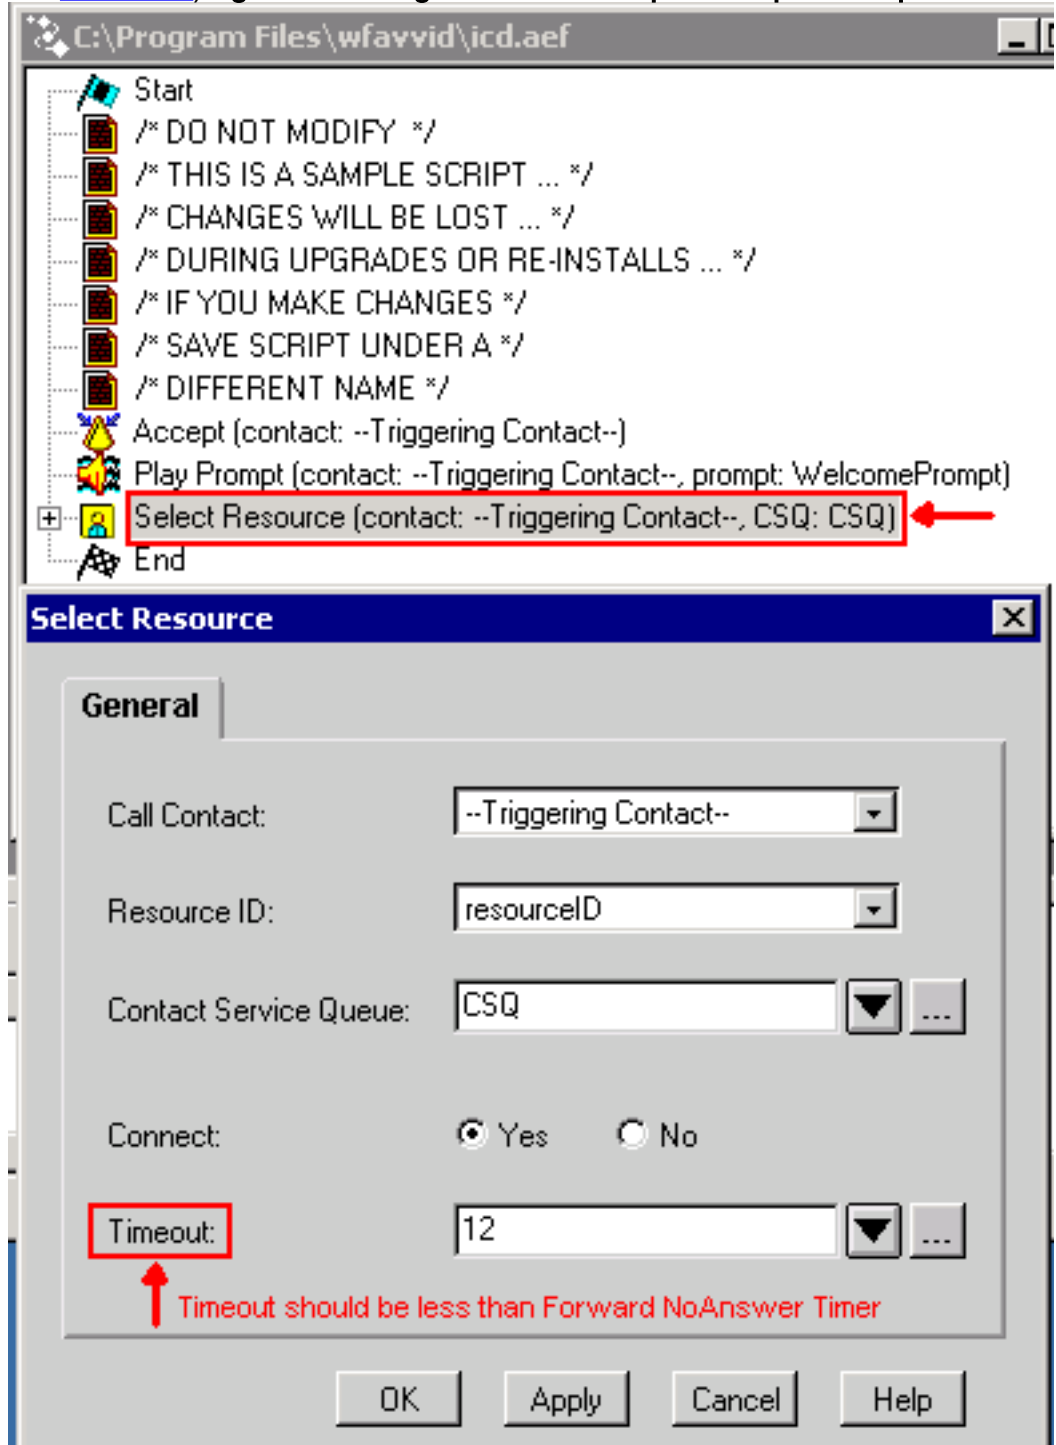 C:\Program Files\wfavvid\icd.aef
Start
/* DO NOT MODIFY */
/* THIS IS A SAMPLE SCRIPT ... */
/* CHANGES WILL BE LOST ... */
/* DURING UPGRADES OR RE-INSTALLS ... */
/* IF YOU MAKE CHANGES */
/* SAVE SCRIPT UNDER A */
/* DIFFERENT NAME */
Accept (contact: --Triggering Contact--)
Play Prompt (contact: --Triggering Contact--, prompt: WelcomePrompt)
Select Resource (contact: --Triggering Contact--, CSQ: CSQ)
End
Select Resource
General
Call Contact: --Triggering Contact--
Resource ID: resourceID
Contact Service Queue: CSQ ...
Connect: Yes No
Timeout: 12 ...
Timeout should be less than Forward NoAnswer Timer
OK Apply Cancel Help